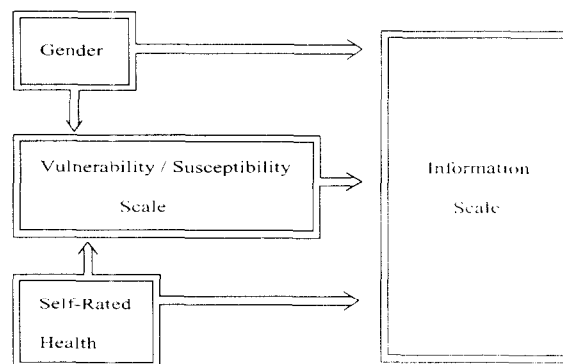 Gender
Vulnerability / Susceptibility
Scale
Information
Scale
Self-Rated
Health